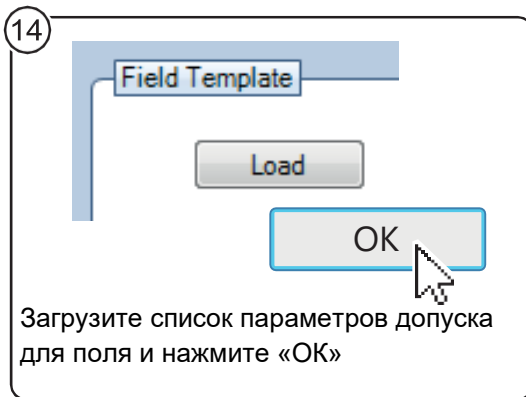 14
Field Template
Load
OK
Загрузите список параметров допуска
для поля и нажмите «ОК»